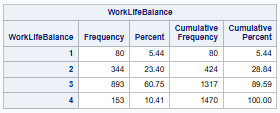 WorkLifeBalance
WorkLifeBalance Frequency Percent Cumulative Frequency Cumulative Percent
1 80 5.44 80 5.44
2 344 23.40 424 28.84
3 893 60.75 1317 89.59
4 153 10.41 1470 100.00